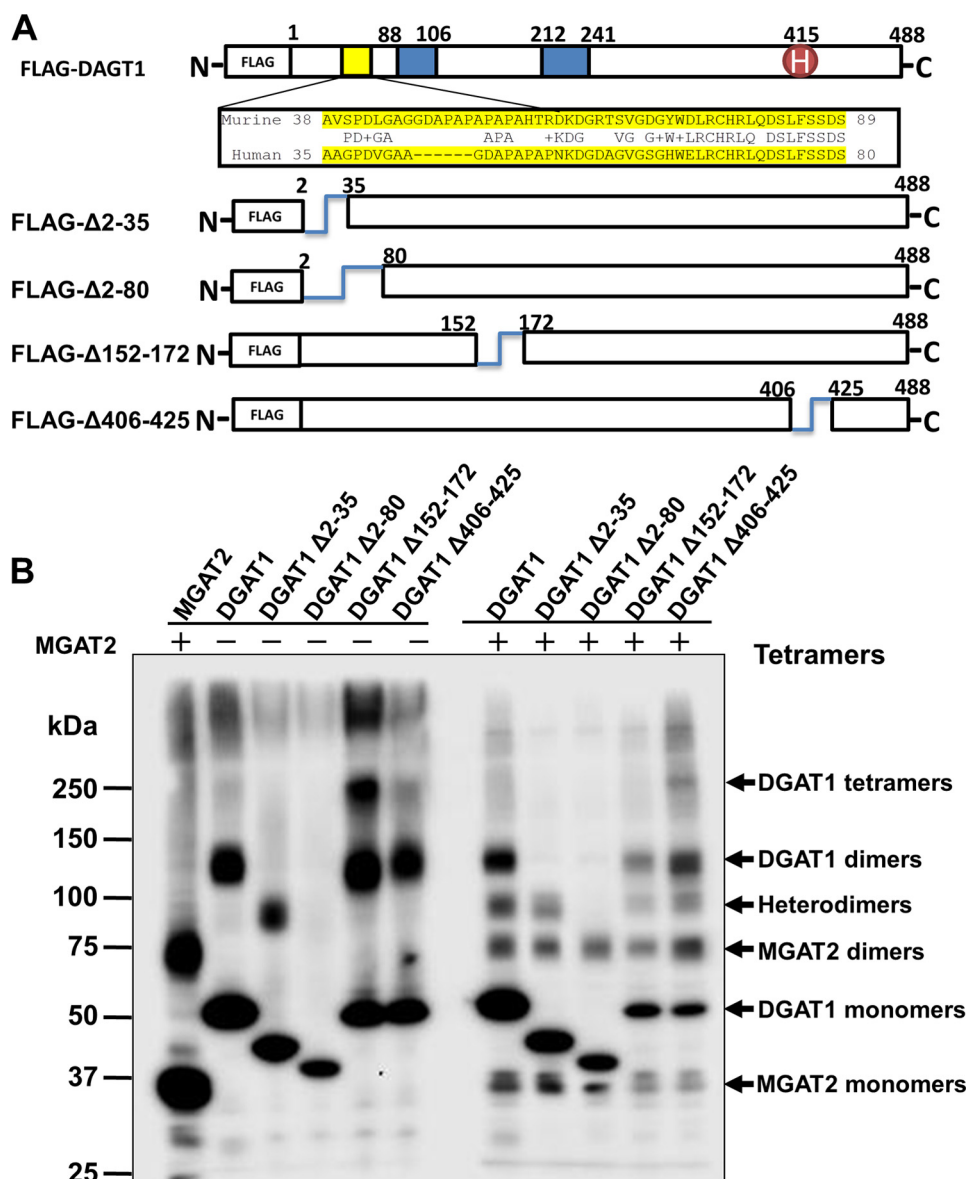 A
1 88 106 212 241 415 488
FLAG-DAGT1 N FLAG H C
Murine 38 AVSPDLGAGGDAPAPAPAPAHTRDKDGRTSVGDGYWDLRCHRLQDSLFSSDS 89
PD+GA APA +KDG VG G+W+LRCHRLQ DSLFSSDS
Human 35 AAGPDVGAA------GDAPAPAPNKDGDAGVGSGHWELRCHRLQDSLFSSDS 80
2 35 488
FLAG-Δ2-35 N FLAG C
2 80 488
FLAG-Δ2-80 N FLAG C
152 172 488
FLAG-Δ152-172 N FLAG C
406 425 488
FLAG-Δ406-425 N FLAG C
B
MGAT2
DGAT1
DGAT1 Δ2-35
DGAT1 Δ2-80
DGAT1 Δ152-172
DGAT1 Δ406-425
DGAT1
DGAT1 Δ2-35
DGAT1 Δ2-80
DGAT1 Δ152-172
DGAT1 Δ406-425
MGAT2 + − − − − − + + + + +
Tetramers
kDa
250
150
100
75
50
37
25
DGAT1 tetramers
DGAT1 dimers
Heterodimers
MGAT2 dimers
DGAT1 monomers
MGAT2 monomers